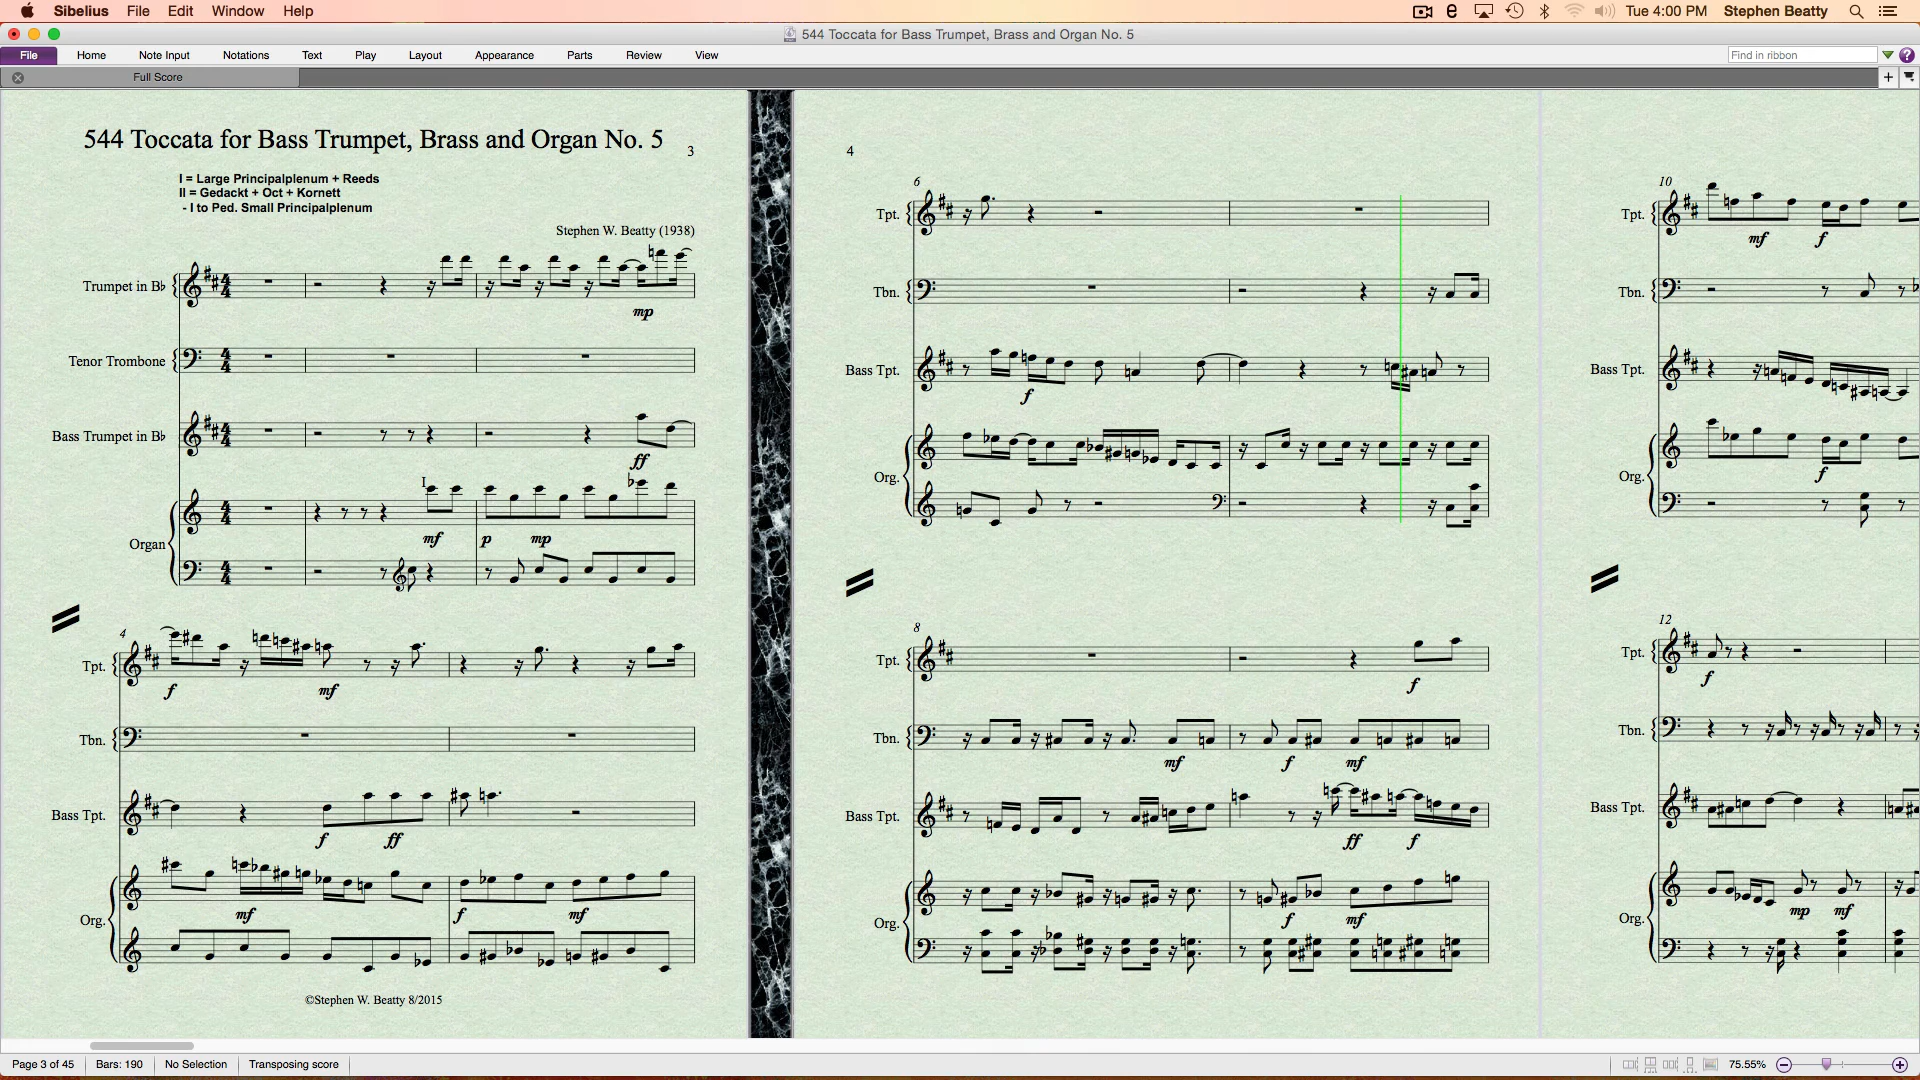 Sibelius File Edit Window Help
Tue 4:00 PM Stephen Beatty
544 Toccata for Bass Trumpet, Brass and Organ No. 5
File Home Note Input Notations Text Play Layout Appearance Parts Review View
Find in ribbon ?
Full Score
544 Toccata for Bass Trumpet, Brass and Organ No. 5
3
I = Large Principalplenum + Reeds
II = Gedackt + Oct + Kornett
- I to Ped. Small Principalplenum
Stephen W. Beatty (1938)
Trumpet in B♭
mp
Tenor Trombone
Bass Trumpet in B♭
ff
I
Organ
mf p mp
4
Tpt.
f mf
Tbn.
Bass Tpt.
f ff
Org.
mf f mf
©Stephen W. Beatty 8/2015
4
6
Tpt.
Tbn.
Bass Tpt.
f
Org.
8
Tpt.
f
Tbn.
mf f mf
Bass Tpt.
ff f
Org.
f mf
10
Tpt.
mf f
Tbn.
Bass Tpt.
Org.
f
12
Tpt.
f
Tbn.
Bass Tpt.
Org.
mp mf
Page 3 of 45 Bars: 190 No Selection Transposing score
75.55%